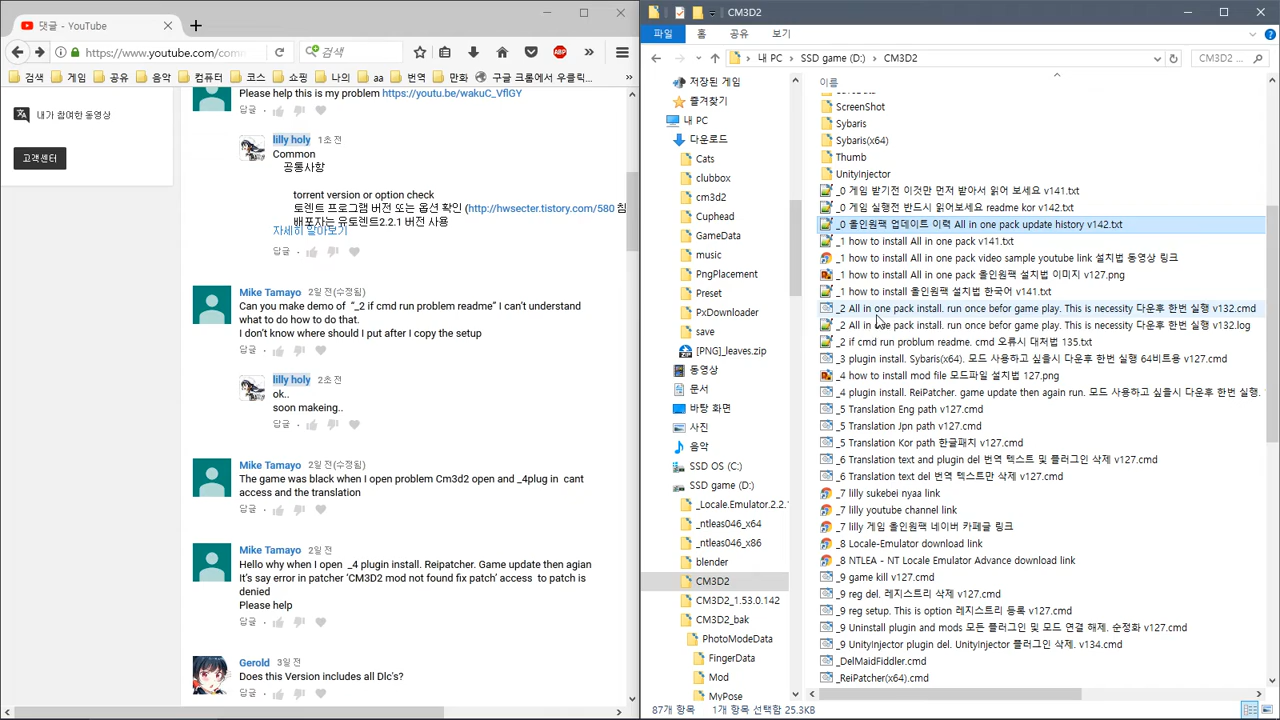 댓글 - YouTube
https://www.youtube.com/comm
검색
ABP
검색
게임
공유
음악
컴퓨터
코스
쇼핑
나의
aa
번역
만화
구글 크롬에서 우클릭...
내가 참여한 동영상
고객센터
Please help this is my problem https://youtu.be/wakuC_VflGY
답글
lilly holy 1초 전
Common
공통사항
torrent version or option check
토렌트 프로그램 버전 또는 옵션 확인 (http://hwsecter.tistory.com/580 침
배포자는 유토렌트2.2.1 버전 사용
자세히 알아보기
답글
Mike Tamayo 2일 전(수정됨)
Can you make demo of "_2 if cmd run problem readme" I can't understand
what to do how to do that.
I don't know where should I put after I copy the setup
답글
lilly holy 2초 전
ok..
soon makeing..
답글
Mike Tamayo 2일 전(수정됨)
The game was black when I open problem Cm3d2 open and _4plug in cant
access and the translation
답글
Mike Tamayo 2일 전
Hello why when I open _4 plugin install. Reipatcher. Game update then agian
It's say error in patcher 'CM3D2 mod not found fix patch' access to patch is
denied
Please help
답글
Gerold 3일 전
Does this Version includes all Dlc's?
답글
CM3D2
파일
홈
공유
보기
내 PC
SSD game (D:)
CM3D2
CM3D2 ...
저장된 게임
즐겨찾기
내 PC
다운로드
Cats
clubbox
cm3d2
Cuphead
GameData
music
PngPlacement
Preset
PxDownloader
save
[PNG]_leaves.zip
동영상
문서
바탕 화면
사진
음악
SSD OS (C:)
SSD game (D:)
_Locale.Emulator.2.2.1
_ntleas046_x64
_ntleas046_x86
blender
CM3D2
CM3D2_1.53.0.142
CM3D2_bak
PhotoModeData
FingerData
Mod
MyPose
이름
ScreenShot
Sybaris
Sybaris(x64)
Thumb
UnityInjector
_0 게임 받기전 이것만 먼저 받아서 읽어 보세요 v141.txt
_0 게임 실행전 반드시 읽어보세요 readme kor v142.txt
_0 올인원팩 업데이트 이력 All in one pack update history v142.txt
_1 how to install All in one pack v141.txt
_1 how to install All in one pack video sample youtube link 설치법 동영상 링크
_1 how to install All in one pack 올인원팩 설치법 이미지 v127.png
_1 how to install 올인원팩 설치법 한국어 v141.txt
_2 All in one pack install. run once befor game play. This is necessity 다운후 한번 실행 v132.cmd
_2 All in one pack install. run once befor game play. This is necessity 다운후 한번 실행 v132.log
_2 if cmd run problum readme. cmd 오류시 대처법 135.txt
_3 plugin install. Sybaris(x64). 모드 사용하고 싶을시 다운후 한번 실행 64비트용 v127.cmd
_4 how to install mod file 모드파일 설치법 127.png
_4 plugin install. ReiPatcher. game update then again run. 모드 사용하고 싶을시 다운후 한번 실행.
_5 Translation Eng path v127.cmd
_5 Translation Jpn path v127.cmd
_5 Translation Kor path 한글패치 v127.cmd
_6 Translation text and plugin del 번역 텍스트 및 플러그인 삭제 v127.cmd
_6 Translation text del 번역 텍스트만 삭제 v127.cmd
_7 lilly sukebei nyaa link
_7 lilly youtube channel link
_7 lilly 게임 올인원팩 네이버 카페글 링크
_8 Locale-Emulator download link
_8 NTLEA - NT Locale Emulator Advance download link
_9 game kill v127.cmd
_9 reg del. 레지스트리 삭제 v127.cmd
_9 reg setup. This is option 레지스트리 등록 v127.cmd
_9 Uninstall plugin and mods 모든 플러그인 및 모드 연결 해제. 순정화 v127.cmd
_9 UnityInjector plugin del. UnityInjector 플러그인 삭제. v134.cmd
_DelMaidFiddler.cmd
_ReiPatcher(x64).cmd
87개 항목
1개 항목 선택함 25.3KB